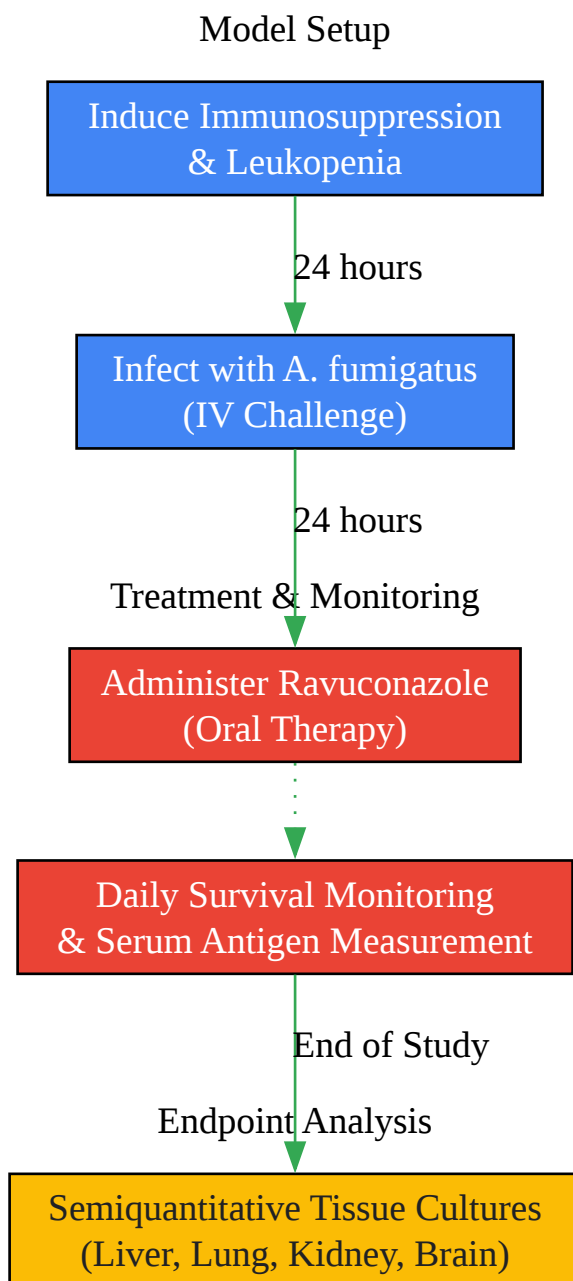 Model Setup
Induce Immunosuppression
& Leukopenia
24 hours
Infect with A. fumigatus
(IV Challenge)
24 hours
Treatment & Monitoring
Administer Ravuconazole
(Oral Therapy)
Daily Survival Monitoring
& Serum Antigen Measurement
End of Study
Endpoint Analysis
Semiquantitative Tissue Cultures
(Liver, Lung, Kidney, Brain)